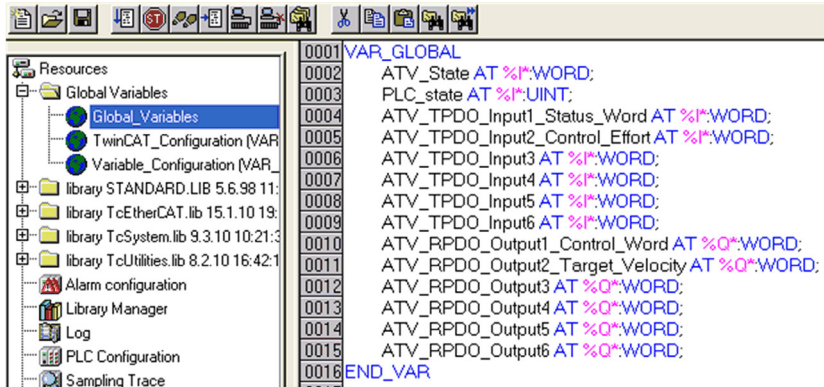 Resources
Global Variables
Global_Variables
TwinCAT_Configuration (VAR
Variable_Configuration (VAR_
library STANDARD.LIB 5.6.98 11:
library TcEtherCAT.lib 15.1.10 19:
library TcSystem.lib 9.3.10 10:21:3
library TcUtilities.lib 8.2.10 16:42:1
Alarm configuration
Library Manager
Log
PLC Configuration
Sampling Trace
0001 VAR_GLOBAL
0002 ATV_State AT %I*:WORD;
0003 PLC_state AT %I*:UINT;
0004 ATV_TPDO_Input1_Status_Word AT %I*:WORD;
0005 ATV_TPDO_Input2_Control_Effort AT %I*:WORD;
0006 ATV_TPDO_Input3 AT %I*:WORD;
0007 ATV_TPDO_Input4 AT %I*:WORD;
0008 ATV_TPDO_Input5 AT %I*:WORD;
0009 ATV_TPDO_Input6 AT %I*:WORD;
0010 ATV_RPDO_Output1_Control_Word AT %Q*:WORD;
0011 ATV_RPDO_Output2_Target_Velocity AT %Q*:WORD;
0012 ATV_RPDO_Output3 AT %Q*:WORD;
0013 ATV_RPDO_Output4 AT %Q*:WORD;
0014 ATV_RPDO_Output5 AT %Q*:WORD;
0015 ATV_RPDO_Output6 AT %Q*:WORD;
0016 END_VAR